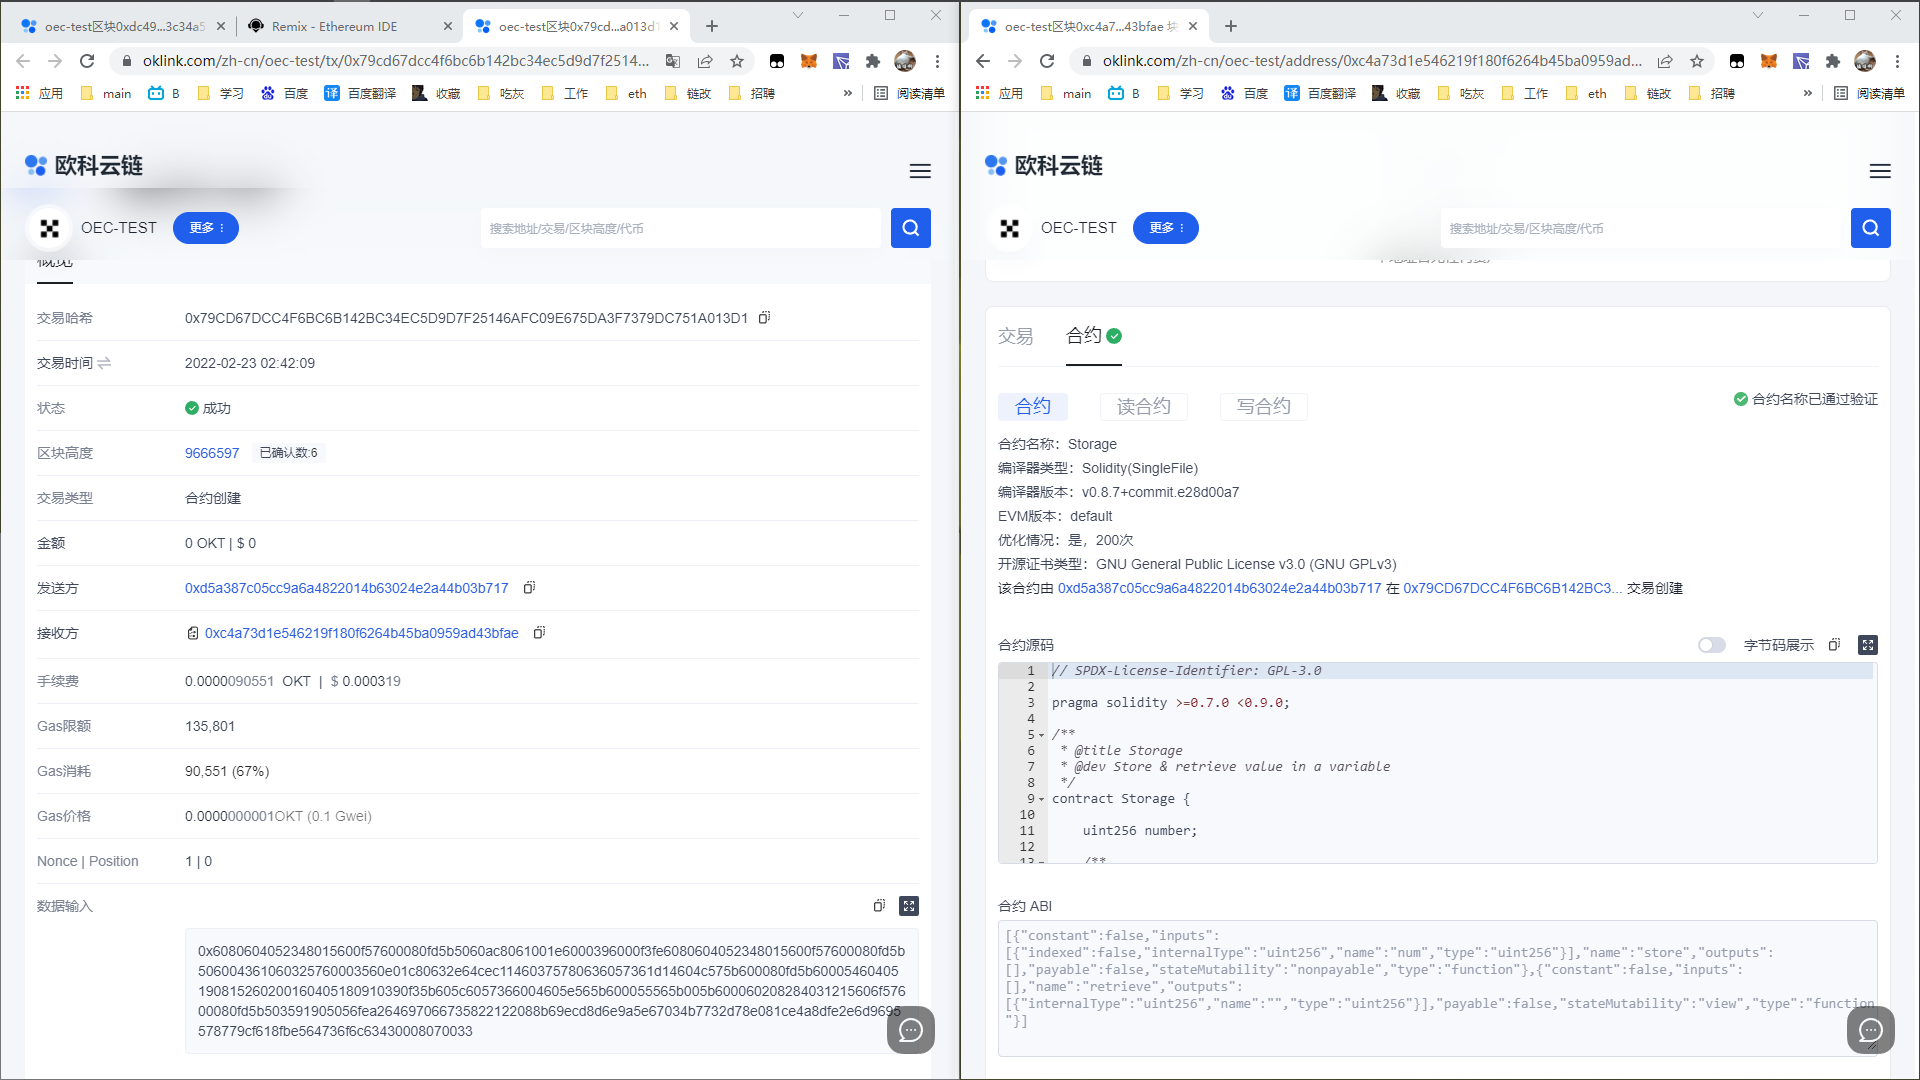 oec-test区块0xdc49...3c34a5
Remix - Ethereum IDE
oec-test区块0x79cd...a013d1
oklink.com/zh-cn/oec-test/tx/0x79cd67dcc4f6bc6b142bc34ec5d9d7f2514...
应用 main B 学习 百度 译 百度翻译 收藏 吃灰 工作 eth 链改 招聘 » 阅读清单
欧科云链
OEC-TEST 更多
搜索地址/交易/区块高度/代币
概览
交易哈希 0x79CD67DCC4F6BC6B142BC34EC5D9D7F25146AFC09E675DA3F7379DC751A013D1
交易时间 2022-02-23 02:42:09
状态 成功
区块高度 9666597 已确认数:6
交易类型 合约创建
金额 0 OKT | $ 0
发送方 0xd5a387c05cc9a6a4822014b63024e2a44b03b717
接收方 0xc4a73d1e546219f180f6264b45ba0959ad43bfae
手续费 0.0000090551 OKT | $ 0.000319
Gas限额 135,801
Gas消耗 90,551 (67%)
Gas价格 0.0000000001OKT (0.1 Gwei)
Nonce | Position 1 | 0
数据输入
0x6080604052348015600f57600080fd5b5060ac8061001e6000396000f3fe6080604052348015600f57600080fd5b
5060043610603257600035​60e01c80632e64cec11460375780636057361d14604c575b600080fd5b60005460405
190815260200160405180910390f35b605c6057366004605e565b600055565b005b600060208284031215606f576
00080fd5b503591905056fea26469706673582212208​8b69ecd8d6e9a5e67034b7732d78e081ce4a8dfe2e6d9695
578779cf618fbe564736f6c63430008070033
oec-test区块0xc4a7...43bfae 块
oklink.com/zh-cn/oec-test/address/0xc4a73d1e546219f180f6264b45ba0959ad...
应用 main B 学习 百度 译 百度翻译 收藏 吃灰 工作 eth 链改 招聘 » 阅读清单
欧科云链
OEC-TEST 更多
搜索地址/交易/区块高度/代币
交易 合约
合约 读合约 写合约
合约名称已通过验证
合约名称：Storage
编译器类型：Solidity(SingleFile)
编译器版本：v0.8.7+commit.e28d00a7
EVM版本：default
优化情况：是，200次
开源证书类型：GNU General Public License v3.0 (GNU GPLv3)
该合约由 0xd5a387c05cc9a6a4822014b63024e2a44b03b717 在 0x79CD67DCC4F6BC6B142BC3... 交易创建
合约源码 字节码展示
1 // SPDX-License-Identifier: GPL-3.0
2
3 pragma solidity >=0.7.0 <0.9.0;
4
5 /**
6 * @title Storage
7 * @dev Store & retrieve value in a variable
8 */
9 contract Storage {
10
11 uint256 number;
12
13 /**
合约 ABI
[{"constant":false,"inputs":
[{"indexed":false,"internalType":"uint256","name":"num","type":"uint256"}],"name":"store","outputs":
[],"payable":false,"stateMutability":"nonpayable","type":"function"},{"constant":false,"inputs":
[],"name":"retrieve","outputs":
[{"internalType":"uint256","name":"","type":"uint256"}],"payable":false,"stateMutability":"view","type":"function
"}]